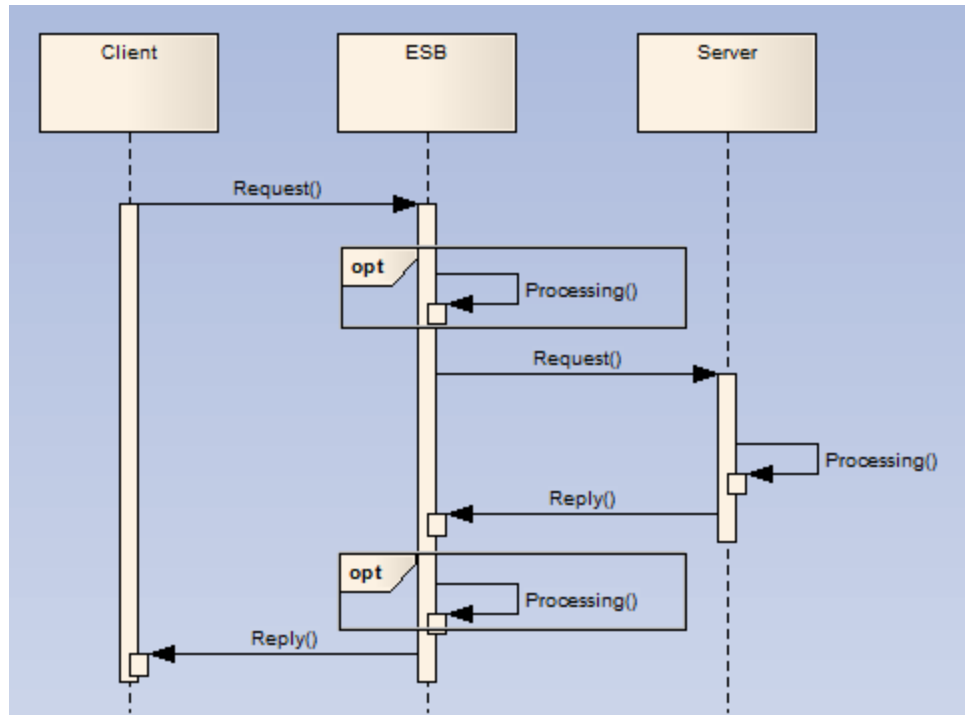 Client
ESB
Server
Request()
opt
Processing()
Request()
Processing()
Reply()
opt
Processing()
Reply()